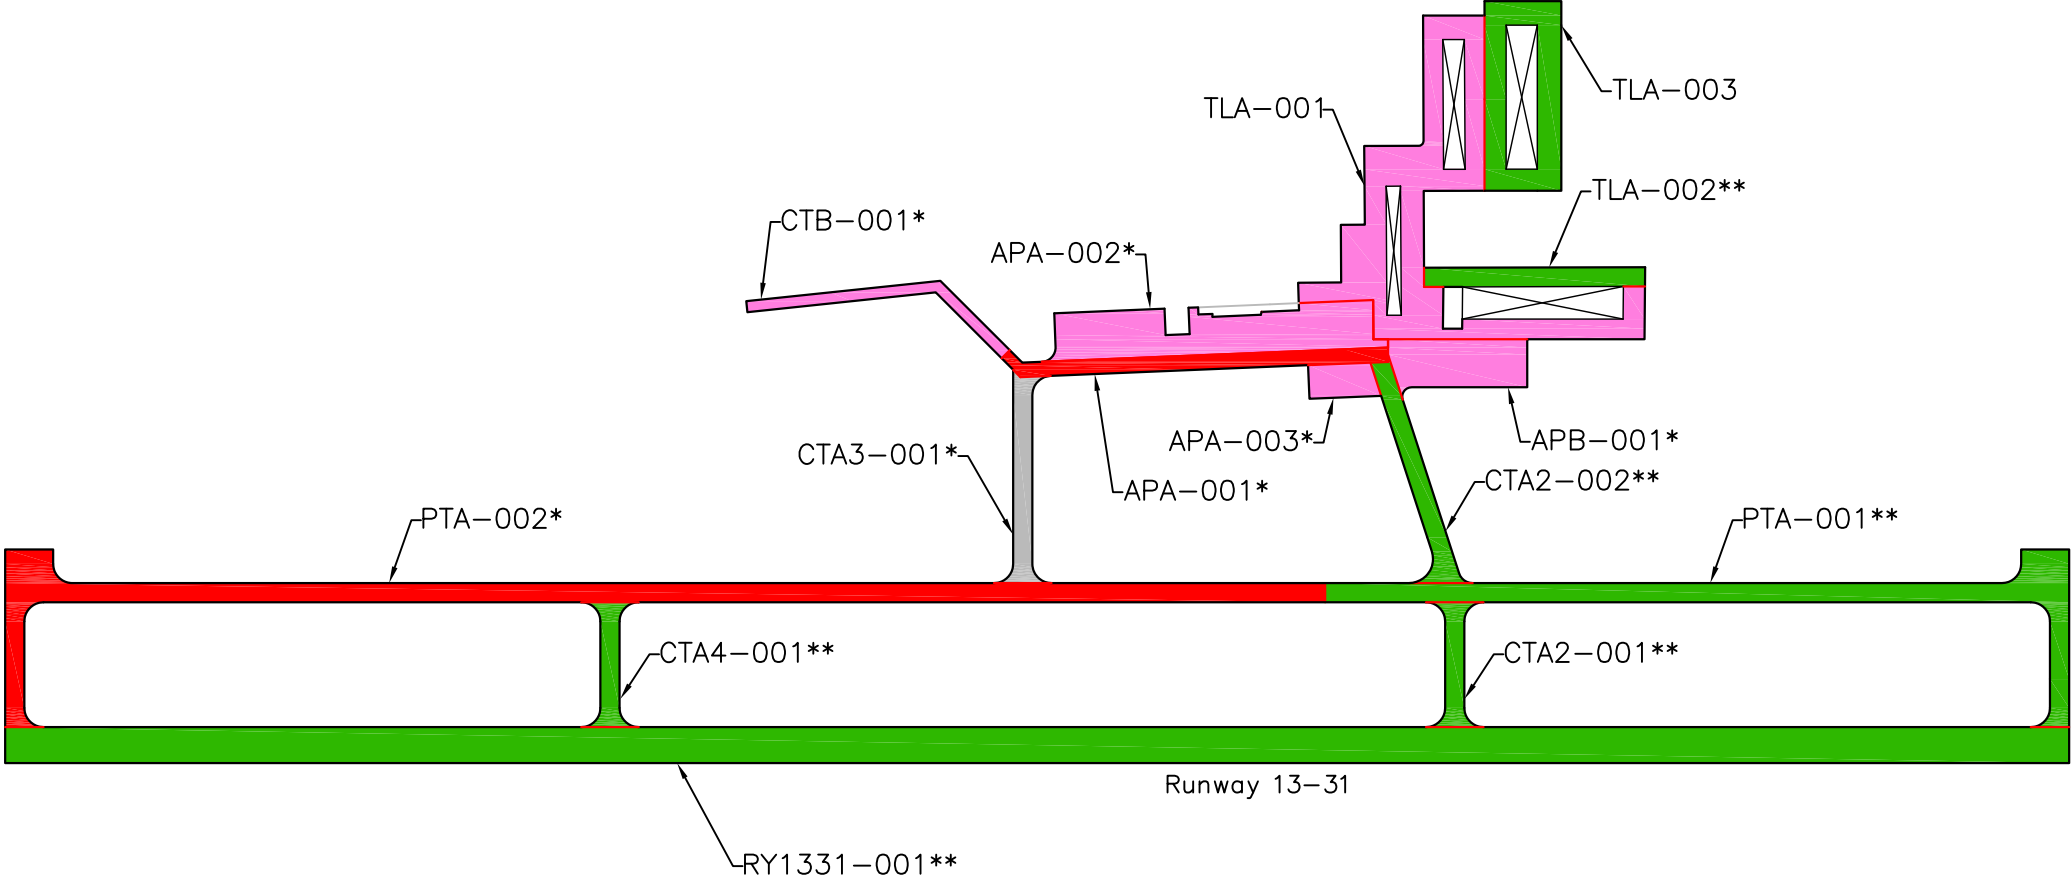 TLA-003
TLA-001
TLA-002**
CTB-001*
APA-002*
APA-003*
APB-001*
CTA3-001*
CTA2-002**
APA-001*
PTA-002*
PTA-001**
CTA4-001**
CTA2-001**
Runway 13-31
RY1331-001**